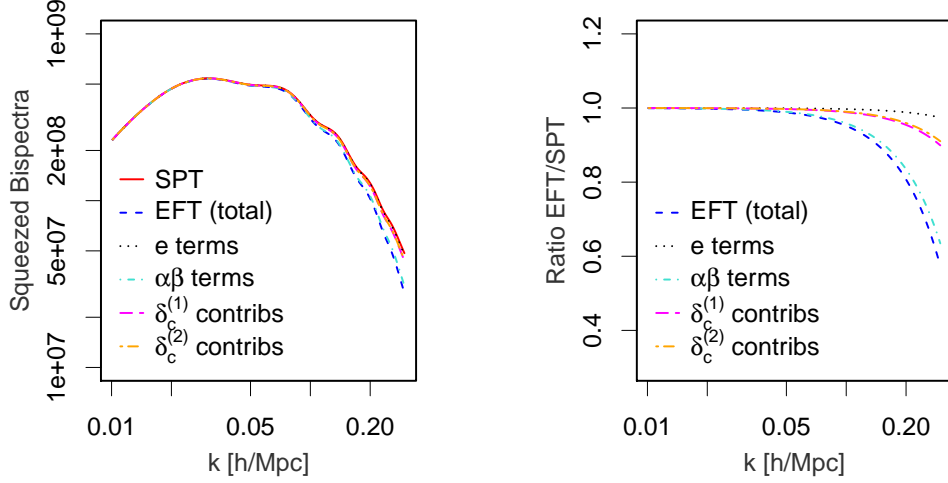 Squeezed Bispectra
1e+09
2e+08
5e+07
1e+07
SPT
EFT (total)
e terms
αβ terms
δc(1) contribs
δc(2) contribs
0.01 0.05 0.20
k [h/Mpc]
Ratio EFT/SPT
1.2
1.0
0.8
0.6
0.4
EFT (total)
e terms
αβ terms
δc(1) contribs
δc(2) contribs
0.01 0.05 0.20
k [h/Mpc]